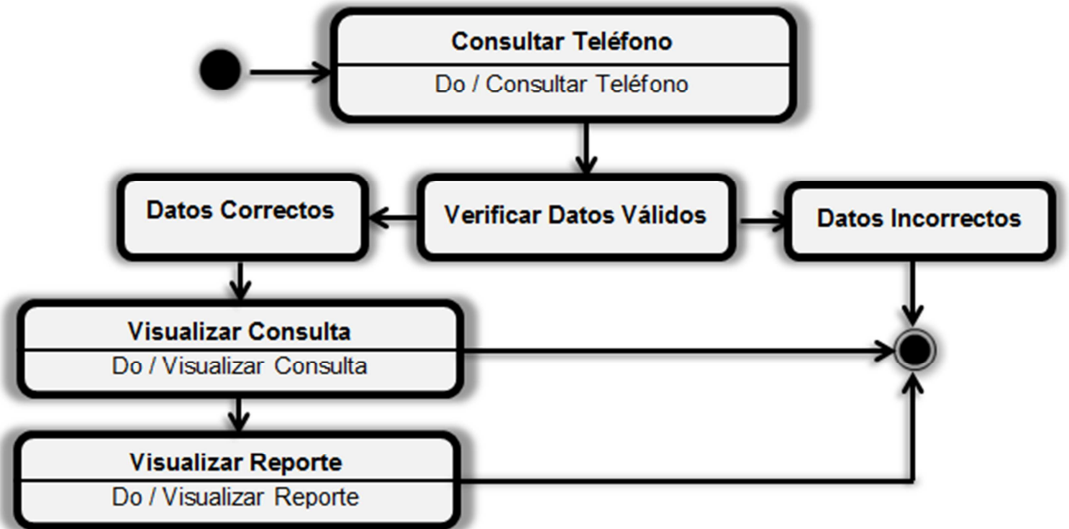 Consultar Teléfono
Do / Consultar Teléfono
Datos Correctos
Verificar Datos Válidos
Datos Incorrectos
Visualizar Consulta
Do / Visualizar Consulta
Visualizar Reporte
Do / Visualizar Reporte